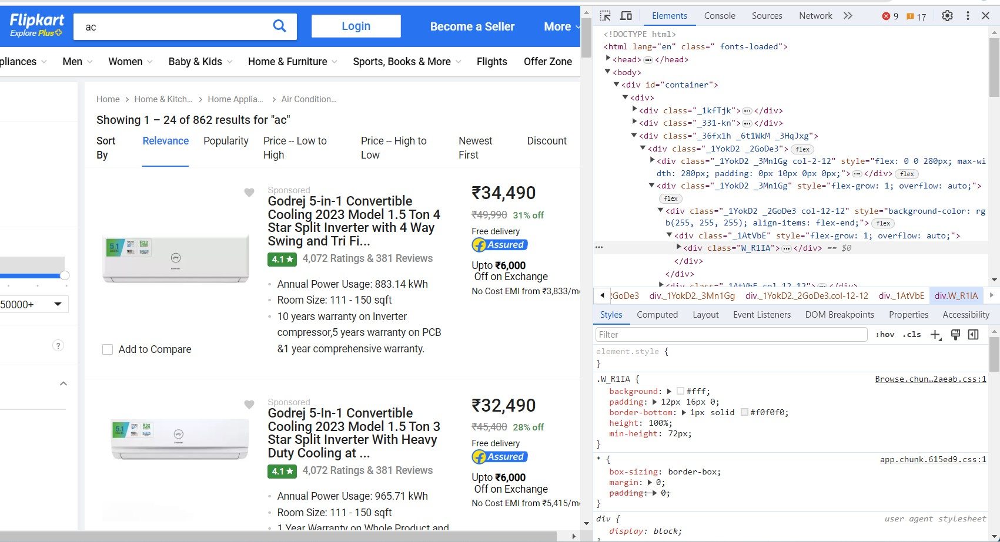 Flipkart
Explore Plus
ac
Login
Become a Seller
More
pliances
Men
Women
Baby & Kids
Home & Furniture
Sports, Books & More
Flights
Offer Zone
50000+
?
Home
Home & Kitch...
Home Applia...
Air Condition...
Showing 1 – 24 of 862 results for "ac"
Sort By
Relevance
Popularity
Price -- Low to High
Price -- High to Low
Newest First
Discount
Sponsored
Godrej 5-in-1 Convertible
Cooling 2023 Model 1.5 Ton 4
Star Split Inverter with 4 Way
Swing and Tri Fi...
4.1★
4,072 Ratings & 381 Reviews
• Annual Power Usage: 883.14 kWh
• Room Size: 111 - 150 sqft
• 10 years warranty on Inverter
compressor,5 years warranty on PCB
&1 year comprehensive warranty.
Add to Compare
5.1
R32
₹34,490
₹49,990 31% off
Free delivery
Assured
Upto ₹6,000
Off on Exchange
No Cost EMI from ₹3,833/m
Sponsored
Godrej 5-In-1 Convertible
Cooling 2023 Model 1.5 Ton 3
Star Split Inverter With Heavy
Duty Cooling at ...
4.1★
4,072 Ratings & 381 Reviews
• Annual Power Usage: 965.71 kWh
• Room Size: 111 - 150 sqft
• 1 Year Warranty on Whole Product and
5.1
R32
₹32,490
₹45,400 28% off
Free delivery
Assured
Upto ₹6,000
Off on Exchange
No Cost EMI from ₹5,415/m
Elements
Console
Sources
Network
9
17
<!DOCTYPE html>
<html lang="en" class=" fonts-loaded">
<head>…</head>
<body>
<div id="container">
<div>
<div class="_1kfTjk">…</div>
<div class="_331-kn">…</div>
<div class="_36fx1h _6t1WkM _3HqJxg">
<div class="_1YokD2 _2GoDe3"> flex
<div class="_1YokD2 _3Mn1Gg col-2-12" style="flex: 0 0 280px; max-wi
dth: 280px; padding: 0px 10px 0px 0px;">…</div> flex
<div class="_1YokD2 _3Mn1Gg" style="flex-grow: 1; overflow: auto;">
flex
<div class="_1YokD2 _2GoDe3 col-12-12" style="background-color: rg
b(255, 255, 255); align-items: flex-end;"> flex
<div class="_1AtVbE" style="flex-grow: 1; overflow: auto;">
<div class="W_R1IA">…</div> == $0
</div>
</div>
<div class="_1AtVbE col-12-12">…</div>
2GoDe3 div._1YokD2._3Mn1Gg div._1YokD2._2GoDe3.col-12-12 div._1AtVbE div.W_R1IA
Styles
Computed
Layout
Event Listeners
DOM Breakpoints
Properties
Accessibility
Filter
:hov .cls
element.style {
}
.W_R1IA { Browse.chun…2aeab.css:1
background: #fff;
padding: 12px 16px 0;
border-bottom: 1px solid #f0f0f0;
height: 100%;
min-height: 72px;
}
* { app.chunk.615ed9.css:1
box-sizing: border-box;
margin: 0;
padding: 0;
}
div { user agent stylesheet
display: block;